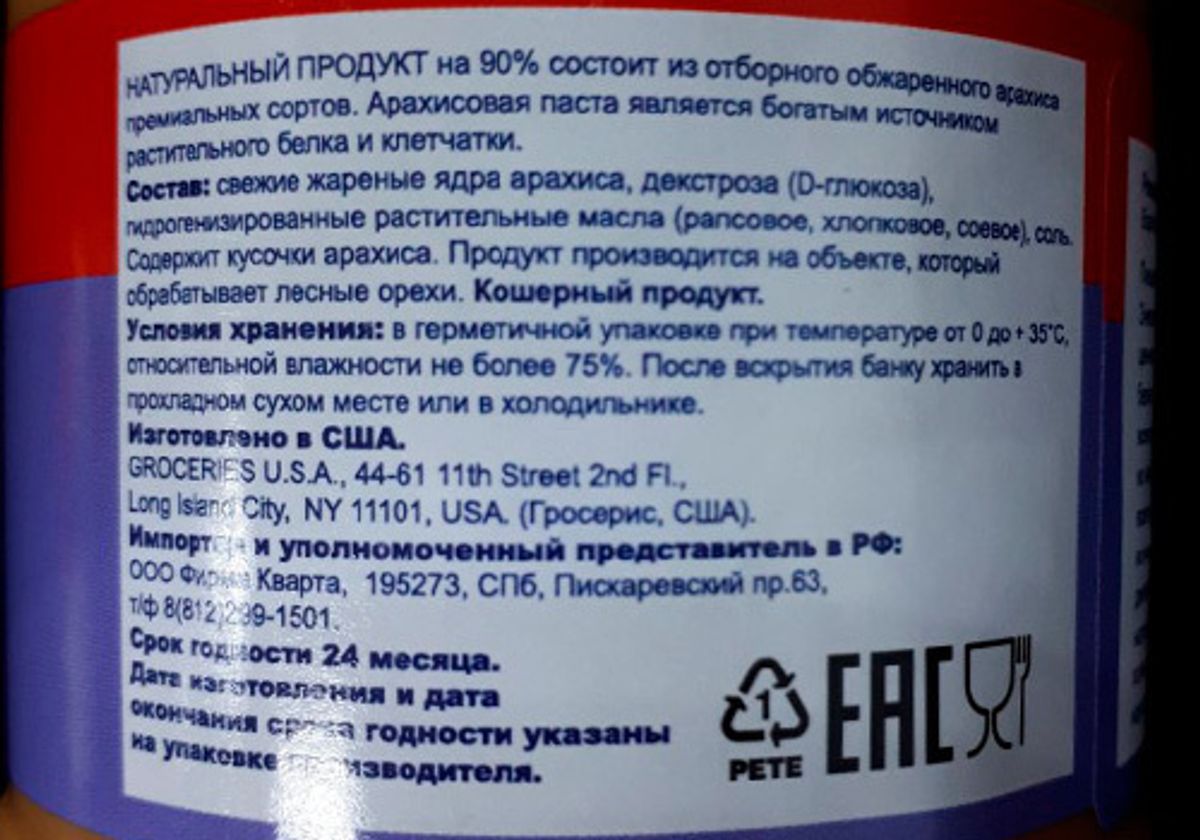 НАТУРАЛЬНЫЙ ПРОДУКТ на 90% состоит из отборного обжаренного арахиса
премиальных сортов. Арахисовая паста является богатым источником
растительного белка и клетчатки.
Состав: свежие жареные ядра арахиса, декстроза (D-глюкоза),
гидрогенизированные растительные масла (рапсовое, хлопковое, соевое), соль.
Содержит кусочки арахиса. Продукт производится на объекте, который
обрабатывает лесные орехи. Кошерный продукт.
Условия хранения: в герметичной упаковке при температуре от 0 до + 35°C,
относительной влажности не более 75%. После вскрытия банку хранить в
прохладном сухом месте или в холодильнике.
Изготовлено в США.
GROCERIES U.S.A., 44-61 11th Street 2nd Fl.,
Long Island City, NY 11101, USA. (Гросерис, США).
Импортер и уполномоченный представитель в РФ:
ООО Фирма Кварта, 195273, СПб, Пискаревский пр.63,
т/ф 8(812)299-1501.
Срок годности 24 месяца.
Дата изготовления и дата
окончания срока годности указаны
на упаковке производителя.
1
PETE
EAC